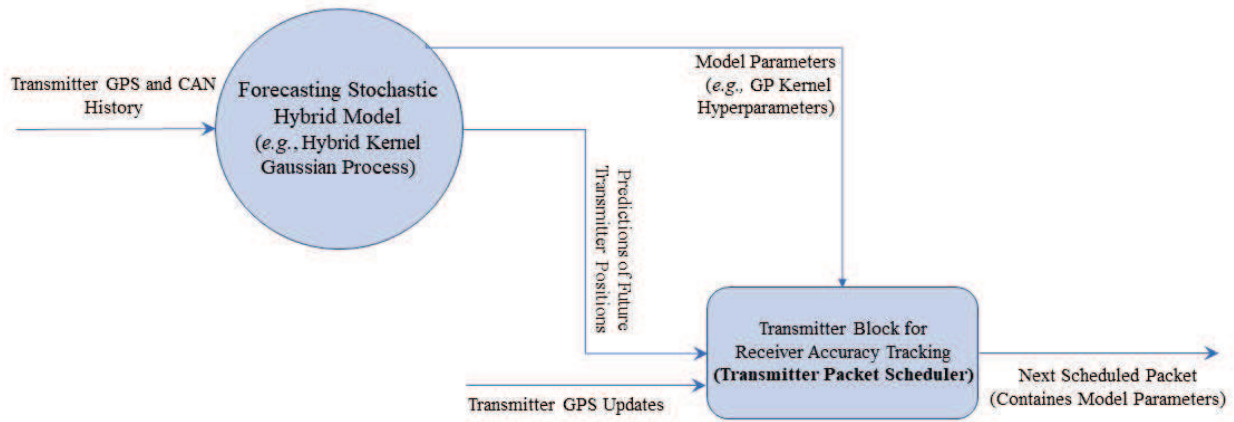 Transmitter GPS and CAN
History
Forecasting Stochastic
Hybrid Model
(e.g., Hybrid Kernel
Gaussian Process)
Model Parameters
(e.g., GP Kernel
Hyperparameters)
Predictions of Future
Transmitter Positions
Transmitter Block for
Receiver Accuracy Tracking
(Transmitter Packet Scheduler)
Transmitter GPS Updates
Next Scheduled Packet
(Containes Model Parameters)